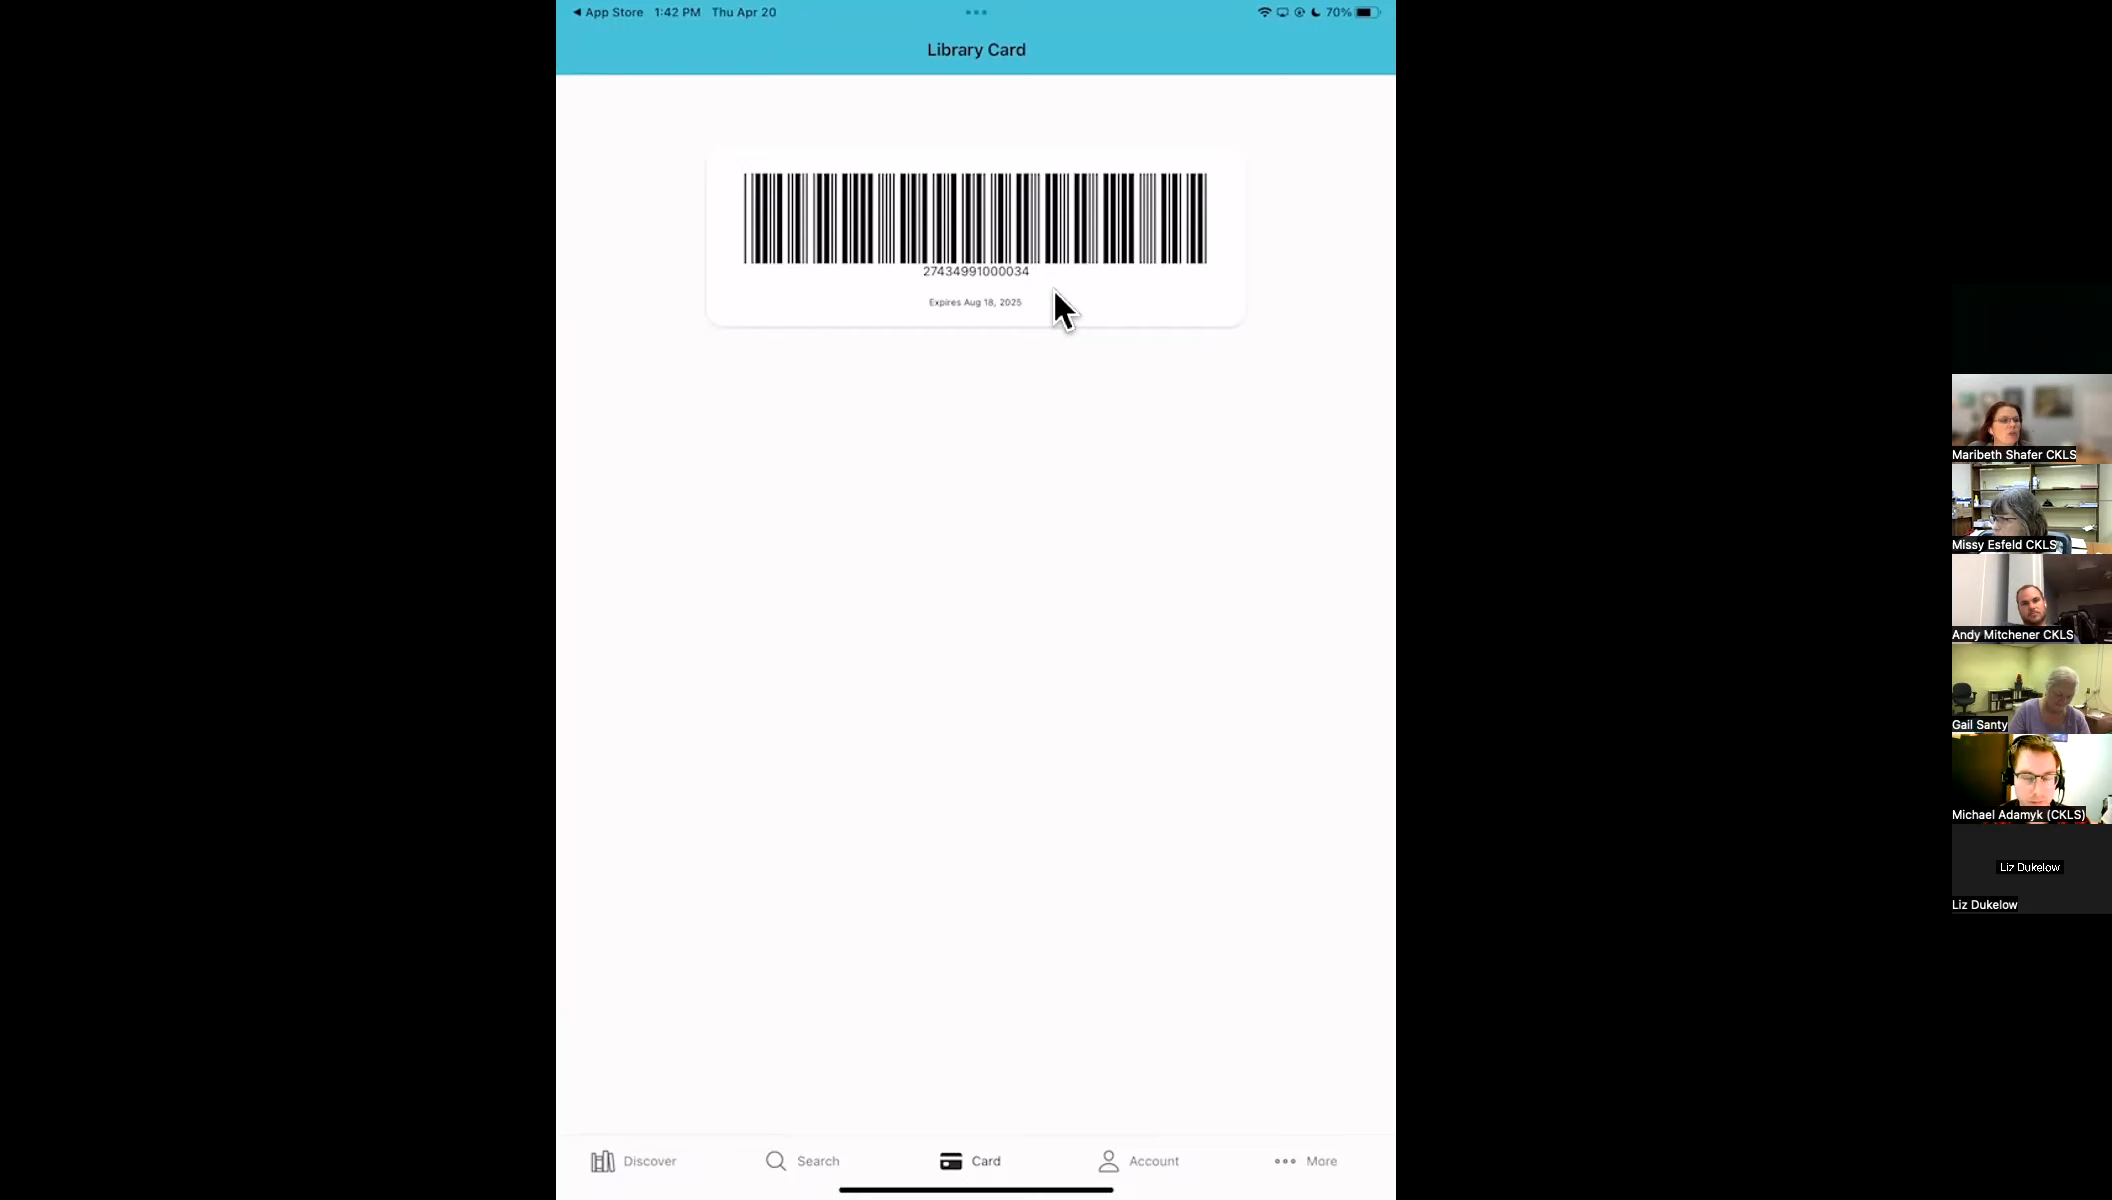 ◀ App Store 1:42 PM Thu Apr 20
70%
Library Card
27434991000034
Expires Aug 18, 2025
Discover
Search
Card
Account
More
Maribeth Shafer CKLS
Missy Esfeld CKLS
Andy Mitchener CKLS
Gail Santy
Michael Adamyk (CKLS)
Liz Dukelow
Liz Dukelow